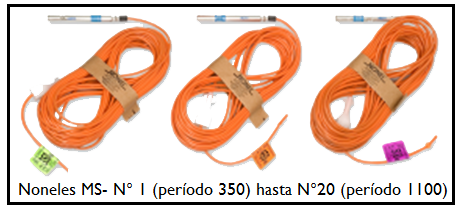 Noneles MS- N° 1 (período 350) hasta N°20 (período 1100)